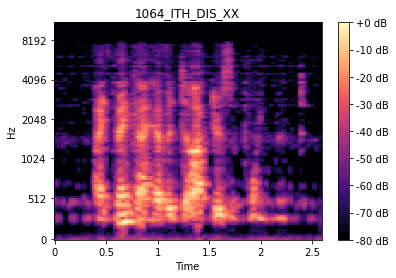 1064_ITH_DIS_XX
8192
4096
2048
1024
512
0
Hz
0
0.5
1
1.5
2
2.5
Time
+0 dB
-10 dB
-20 dB
-30 dB
-40 dB
-50 dB
-60 dB
-70 dB
-80 dB